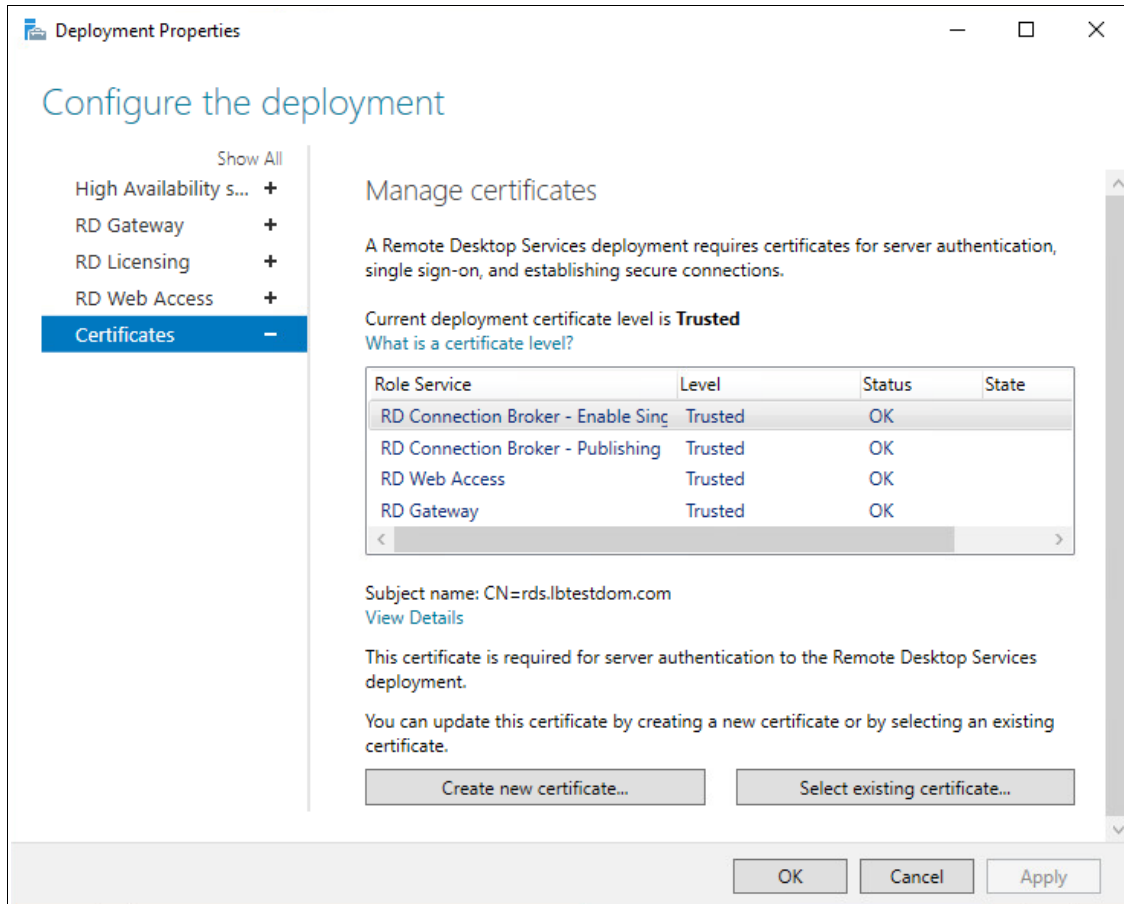 Deployment Properties
Configure the deployment
Show All
High Availability s... +
RD Gateway +
RD Licensing +
RD Web Access +
Certificates −
Manage certificates
A Remote Desktop Services deployment requires certificates for server authentication,
single sign-on, and establishing secure connections.
Current deployment certificate level is Trusted
What is a certificate level?
Role Service Level Status State
RD Connection Broker - Enable Sing Trusted OK
RD Connection Broker - Publishing Trusted OK
RD Web Access Trusted OK
RD Gateway Trusted OK
Subject name: CN=rds.lbtestdom.com
View Details
This certificate is required for server authentication to the Remote Desktop Services
deployment.
You can update this certificate by creating a new certificate or by selecting an existing
certificate.
Create new certificate... Select existing certificate...
OK Cancel Apply